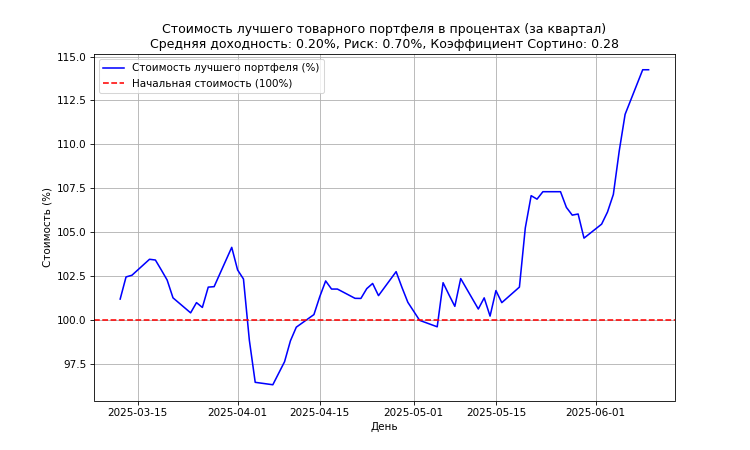 Стоимость лучшего товарного портфеля в процентах (за квартал)
Средняя доходность: 0.20%, Риск: 0.70%, Коэффициент Сортино: 0.28
Стоимость лучшего портфеля (%)
Начальная стоимость (100%)
Стоимость (%)
115.0
112.5
110.0
107.5
105.0
102.5
100.0
97.5
2025-03-15
2025-04-01
2025-04-15
2025-05-01
2025-05-15
2025-06-01
День